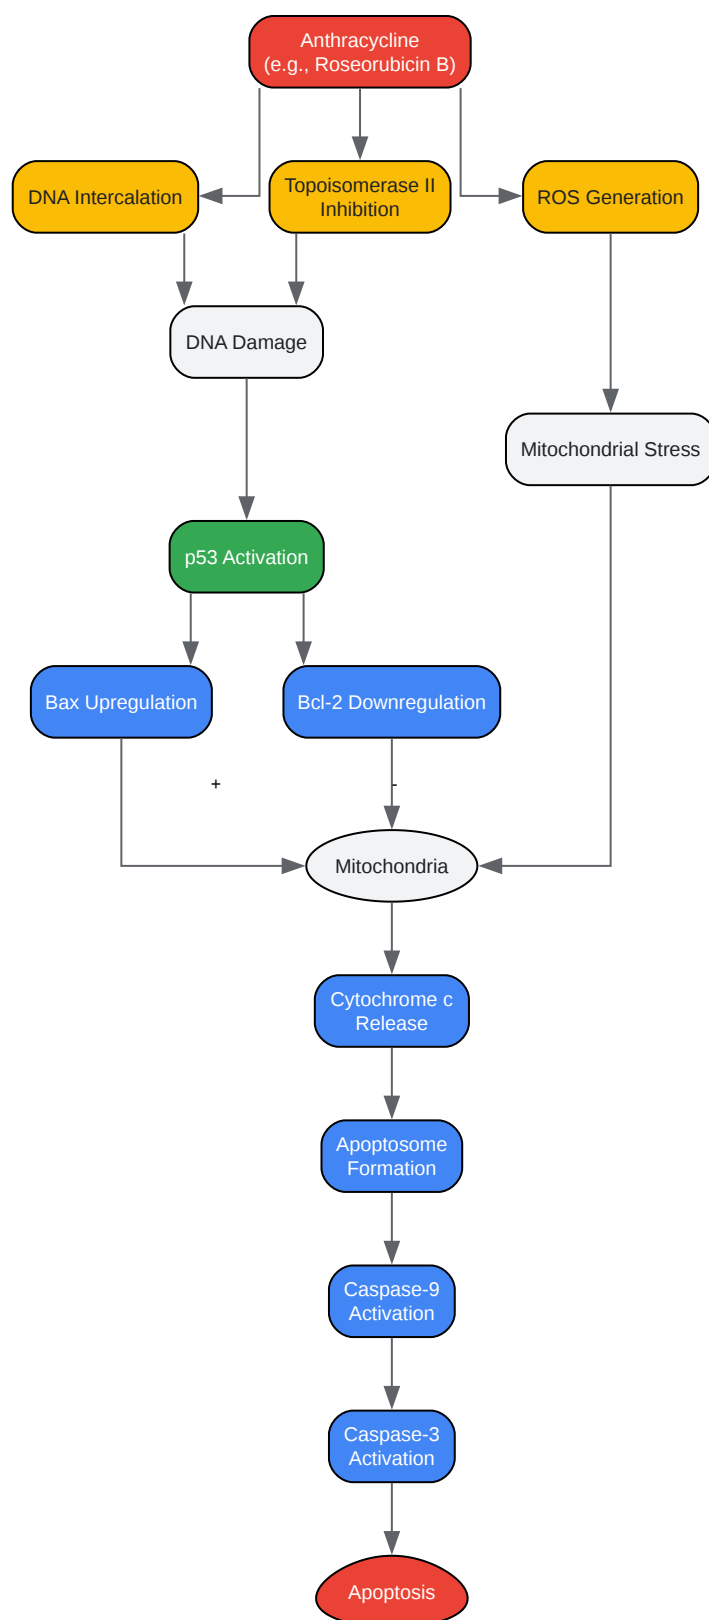 Anthracycline
(e.g., Roseorubicin B)
DNA Intercalation
Topoisomerase II
Inhibition
ROS Generation
DNA Damage
Mitochondrial Stress
p53 Activation
Bax Upregulation
Bcl-2 Downregulation
+
-
Mitochondria
Cytochrome c
Release
Apoptosome
Formation
Caspase-9
Activation
Caspase-3
Activation
Apoptosis